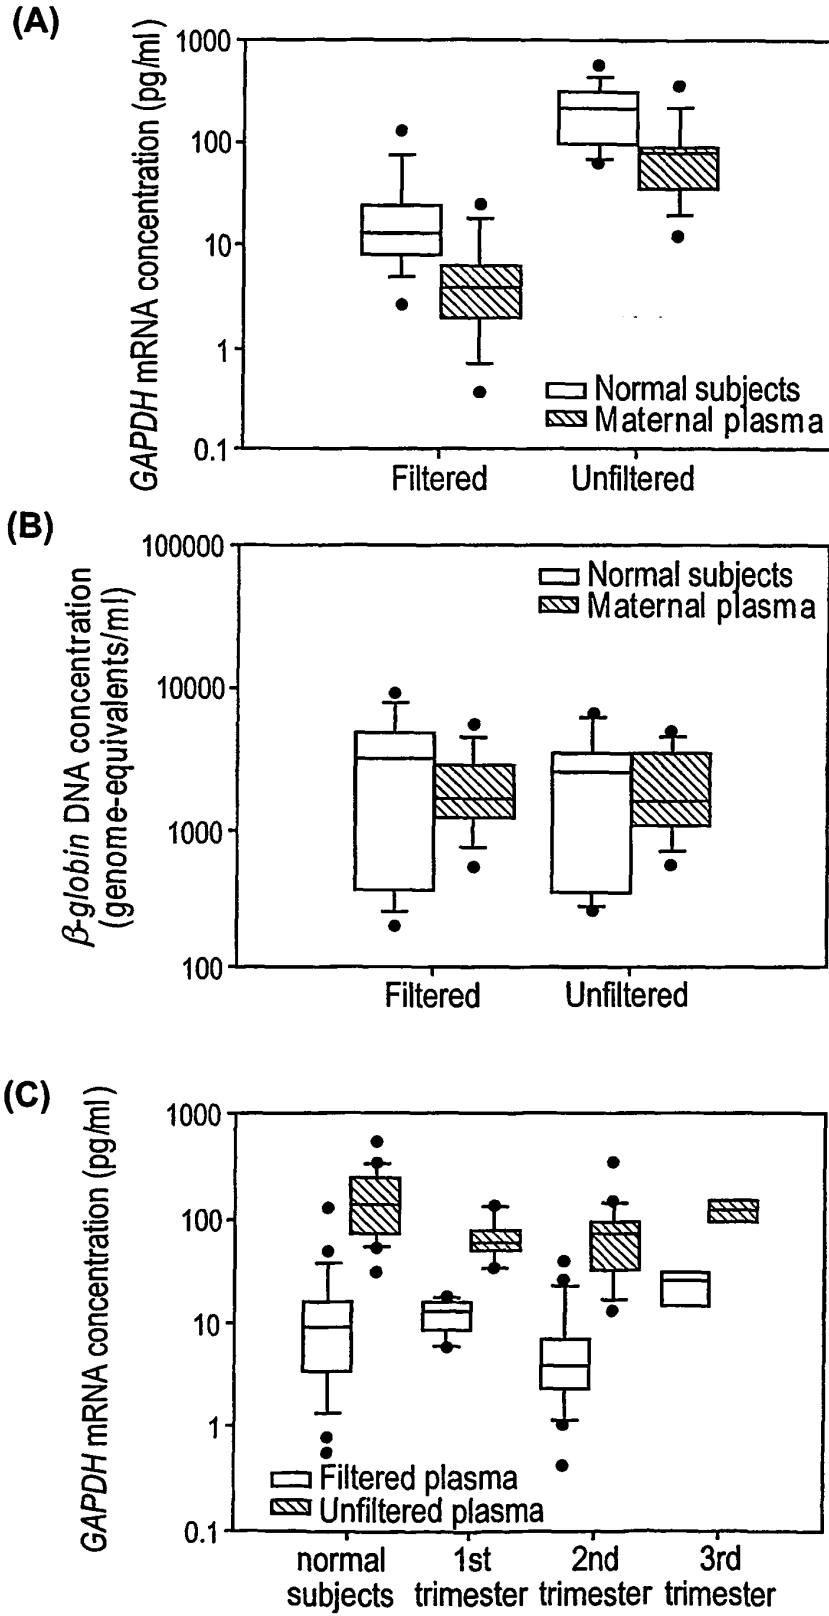 (A)
GAPDH mRNA concentration (pg/ml)
1000
100
10
1
0.1
Normal subjects
Maternal plasma
Filtered
Unfiltered
(B)
β-globin DNA concentration
(genome-equivalents/ml)
100000
10000
1000
100
Normal subjects
Maternal plasma
Filtered
Unfiltered
(C)
GAPDH mRNA concentration (pg/ml)
1000
100
10
1
0.1
Filtered plasma
Unfiltered plasma
normal
subjects
1st
trimester
2nd
trimester
3rd
trimester